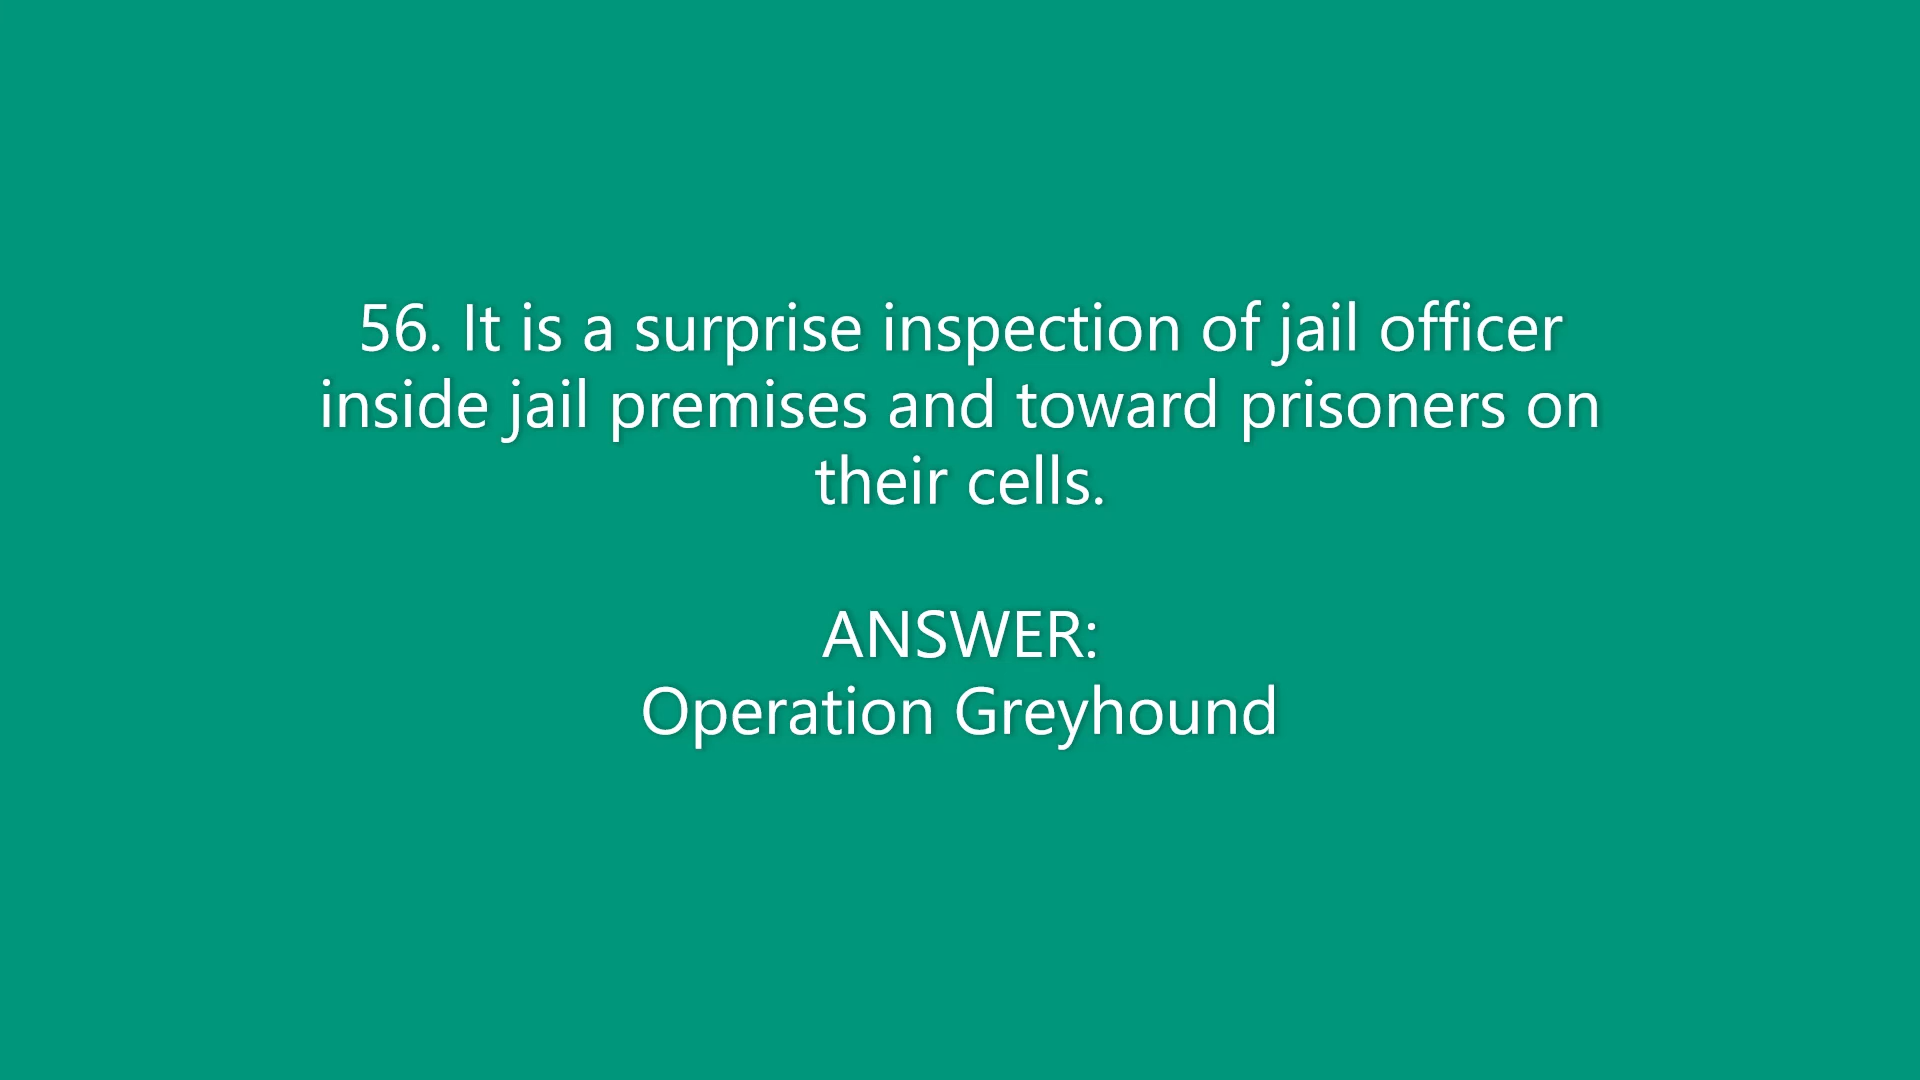 56. It is a surprise inspection of jail officer
inside jail premises and toward prisoners on
their cells.
ANSWER:
Operation Greyhound